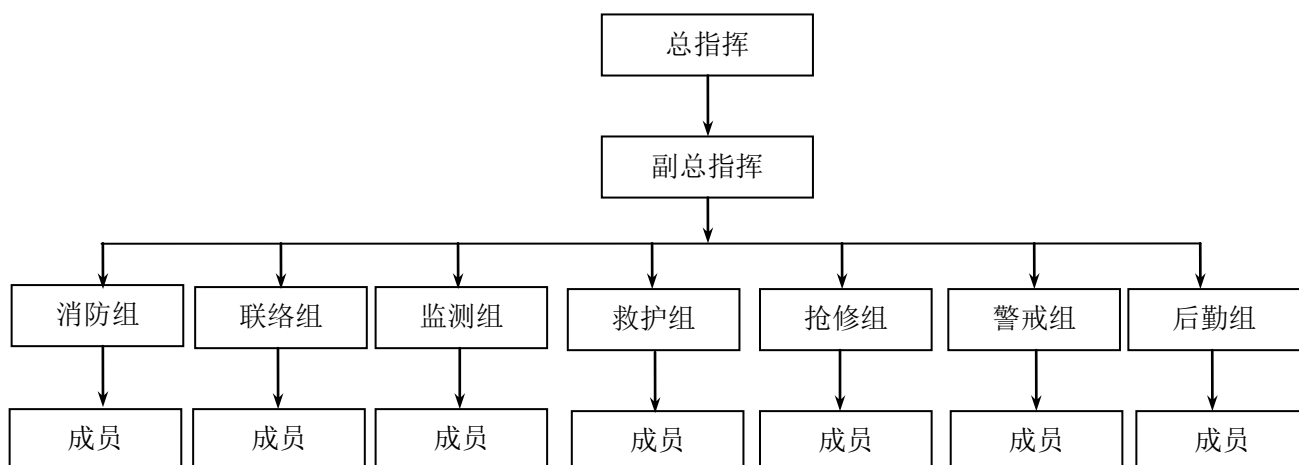 总指挥
副总指挥
消防组 联络组 监测组 救护组 抢修组 警戒组 后勤组
成员 成员 成员 成员 成员 成员 成员